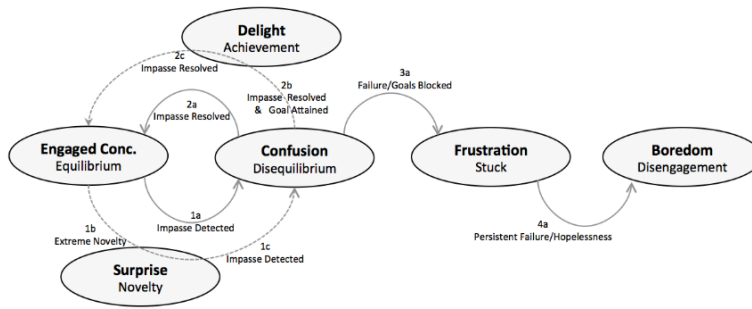 Delight
Achievement
2c
Impasse Resolved
2b
Impasse Resolved
& Goal Attained
3a
Failure/Goals Blocked
2a
Impasse Resolved
Engaged Conc.
Equilibrium
Confusion
Disequilibrium
Frustration
Stuck
Boredom
Disengagement
1a
Impasse Detected
1b
Extreme Novelty
1c
Impasse Detected
4a
Persistent Failure/Hopelessness
Surprise
Novelty